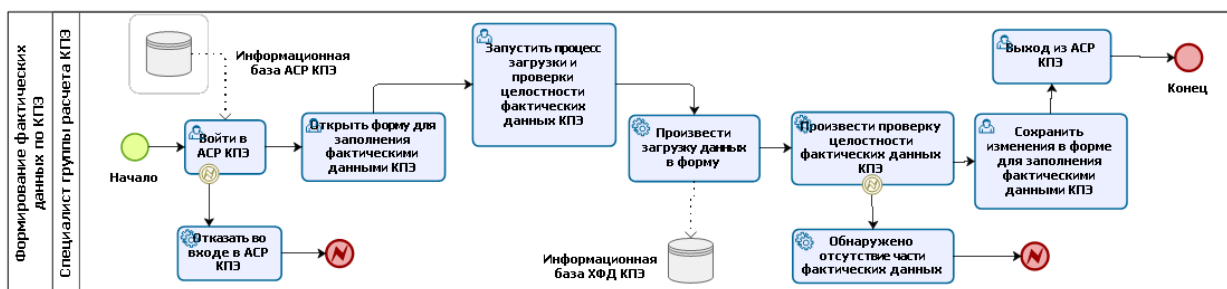 Формирование фактических
данных по КПЭ
Специалист группы расчета КПЭ
Начало
Информационная
база АСР КПЭ
Войти в
АСР КПЭ
Отказать во
входе в АСР
КПЭ
Открыть форму для
заполнения
фактическими
данными КПЭ
Запустить процесс
загрузки и
проверки
целостности
фактических
данных КПЭ
Произвести
загрузку данных
в форму
Информационная
база ХФД КПЭ
Произвести проверку
целостности
фактических данных
КПЭ
Обнаружено
отсутствие части
фактических данных
Сохранить
изменения в форме
для заполнения
фактическими
данными КПЭ
Выход из АСР
КПЭ
Конец